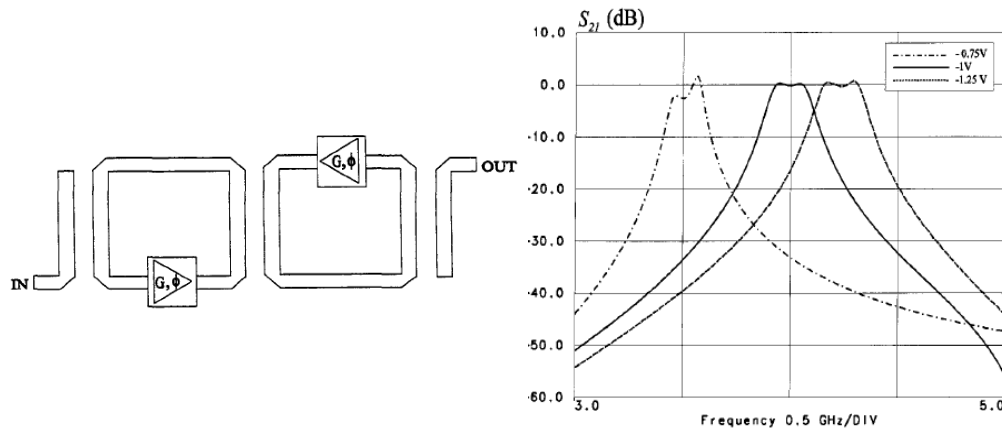 IN
G, ϕ
G, ϕ
OUT
S21 (dB)
10.0
0.0
-10.0
-20.0
-30.0
-40.0
-50.0
-60.0
-0.75V
-1V
-1.25 V
3.0
5.0
Frequency 0.5 GHz/DIV